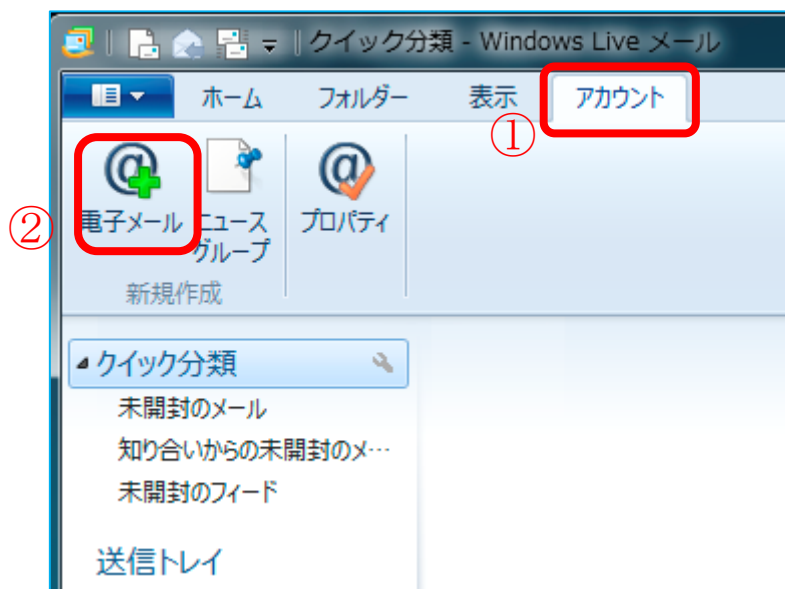 クイック分類 - Windows Live メール
ホーム フォルダー 表示 アカウント
①
②
電子メール ニュース グループ プロパティ
新規作成
クイック分類
未開封のメール
知り合いからの未開封のメ…
未開封のフィード
送信トレイ